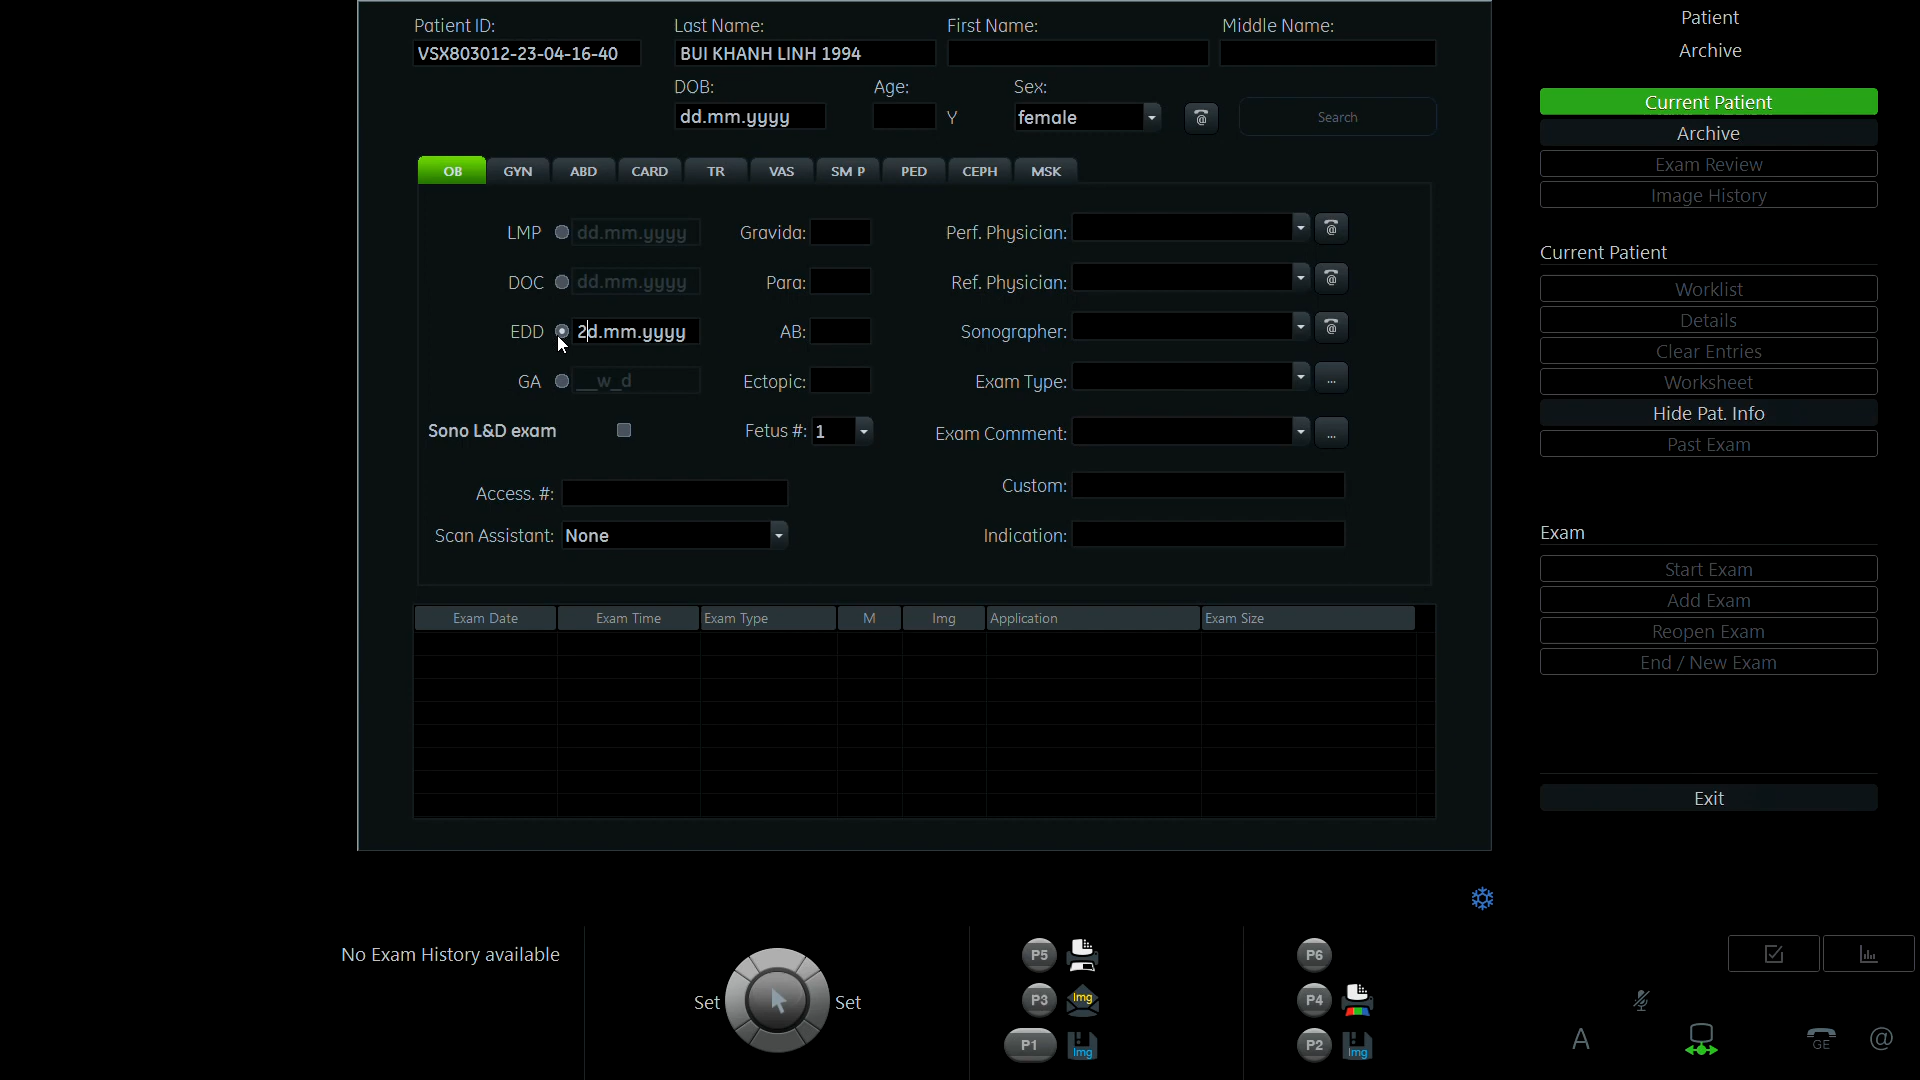 Patient ID: Last Name: First Name: Middle Name:
VSX803012-23-04-16-40 BUI KHANH LINH 1994
DOB: Age: Sex:
dd.mm.yyyy Y female @ Search
OB GYN ABD CARD TR VAS SM P PED CEPH MSK
LMP dd.mm.yyyy Gravida: Perf. Physician: @
DOC dd.mm.yyyy Para: Ref. Physician: @
EDD 2d.mm.yyyy AB: Sonographer: @
GA __w_d Ectopic: Exam Type: ...
Sono L&D exam Fetus #: 1 Exam Comment: ...
Access. #: Custom:
Scan Assistant: None Indication:
Exam Date Exam Time Exam Type M Img Application Exam Size
Patient
Archive
Current Patient
Archive
Exam Review
Image History
Current Patient
Worklist
Details
Clear Entries
Worksheet
Hide Pat. Info
Past Exam
Exam
Start Exam
Add Exam
Reopen Exam
End / New Exam
Exit
No Exam History available
Set Set
P5
P3 Img
P1 Img
P6
P4
P2 Img
A GE @